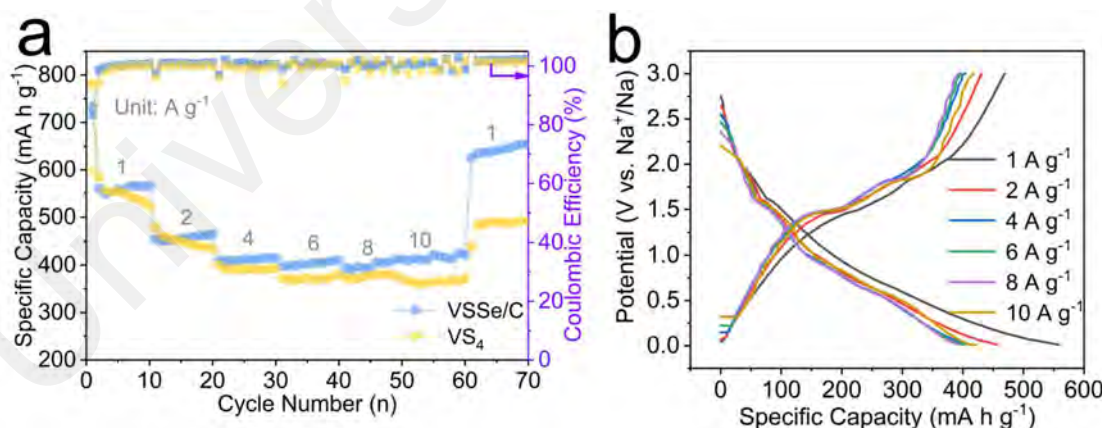 a
Specific Capacity (mA h g⁻¹)
800
700
600
500
400
300
200
Unit: A g⁻¹
1
2
4
6
8
10
1
VSSe/C
VS₄
0
10
20
30
40
50
60
70
Cycle Number (n)
100
80
60
40
20
0
Coulombic Efficiency (%)
b
Potential (V vs. Na⁺/Na)
3.0
2.5
2.0
1.5
1.0
0.5
0.0
1 A g⁻¹
2 A g⁻¹
4 A g⁻¹
6 A g⁻¹
8 A g⁻¹
10 A g⁻¹
0
100
200
300
400
500
600
Specific Capacity (mA h g⁻¹)
Univers